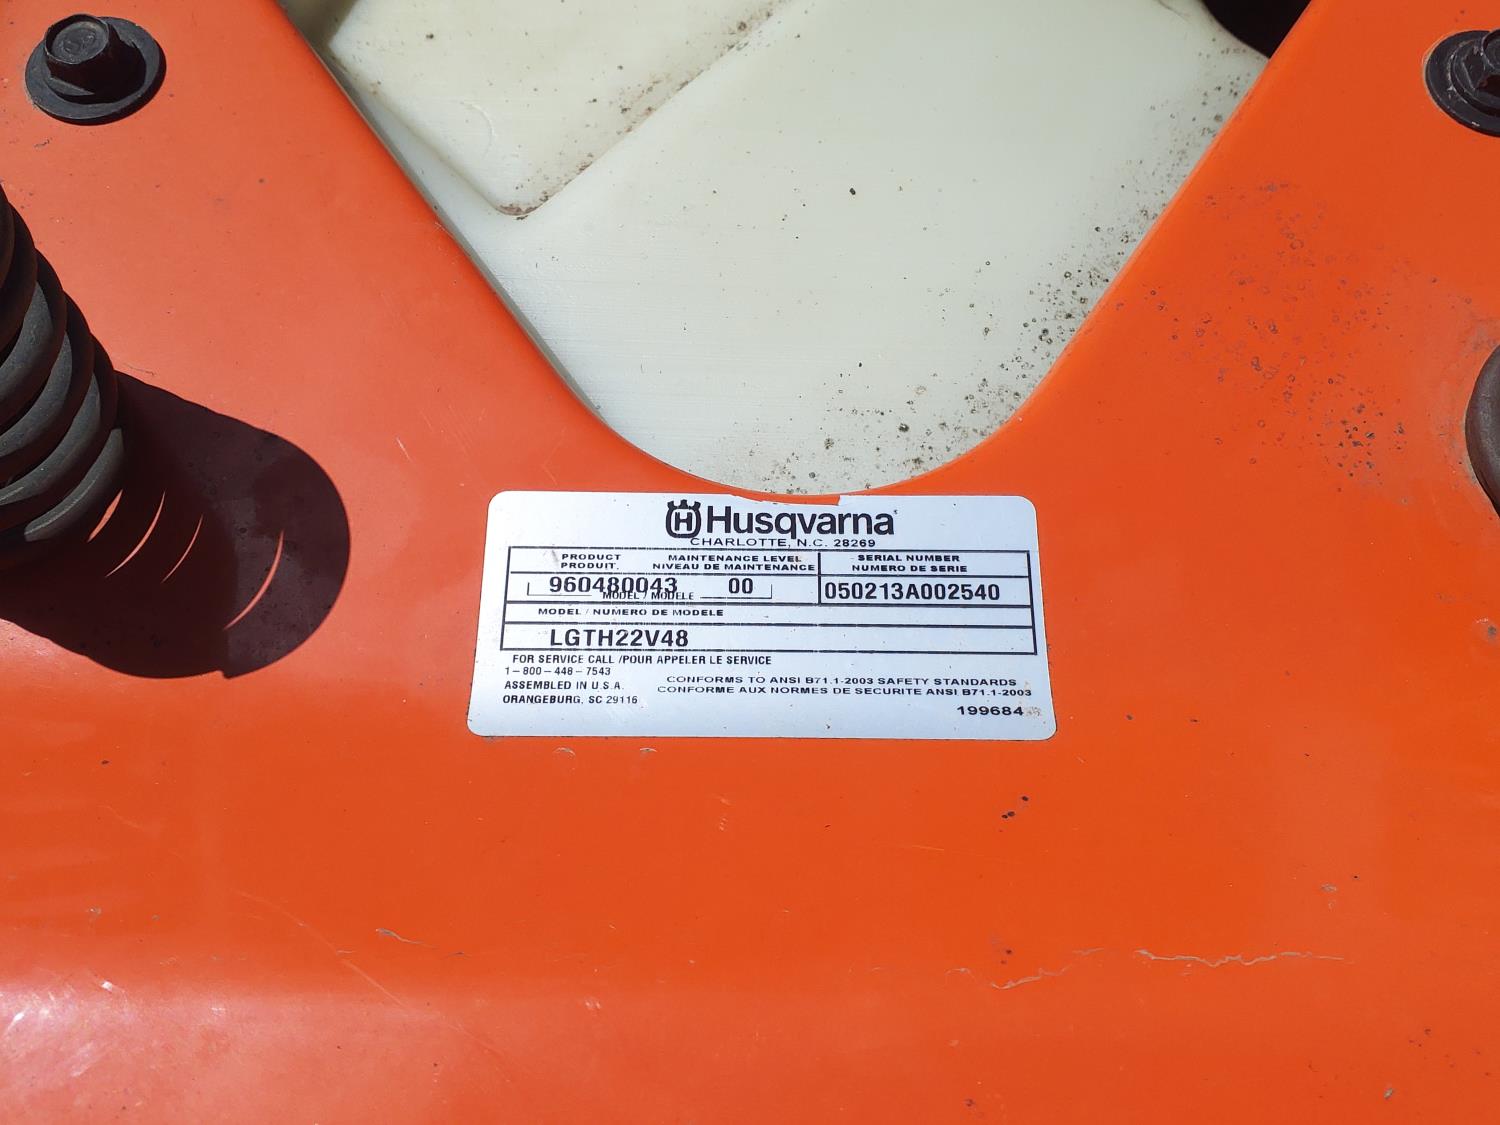 Husqvarna
CHARLOTTE, N.C. 28269
PRODUCT MAINTENANCE LEVEL SERIAL NUMBER
PRODUIT. NIVEAU DE MAINTENANCE NUMERO DE SERIE
960480043 00 050213A002540
MODEL / MODELE
MODEL / NUMERO DE MODELE
LGTH22V48
FOR SERVICE CALL /POUR APPELER LE SERVICE
1-800-448-7543
ASSEMBLED IN U.S.A. CONFORMS TO ANSI B71.1-2003 SAFETY STANDARDS
ORANGEBURG, SC 29116 CONFORME AUX NORMES DE SECURITE ANSI B71.1-2003
199684